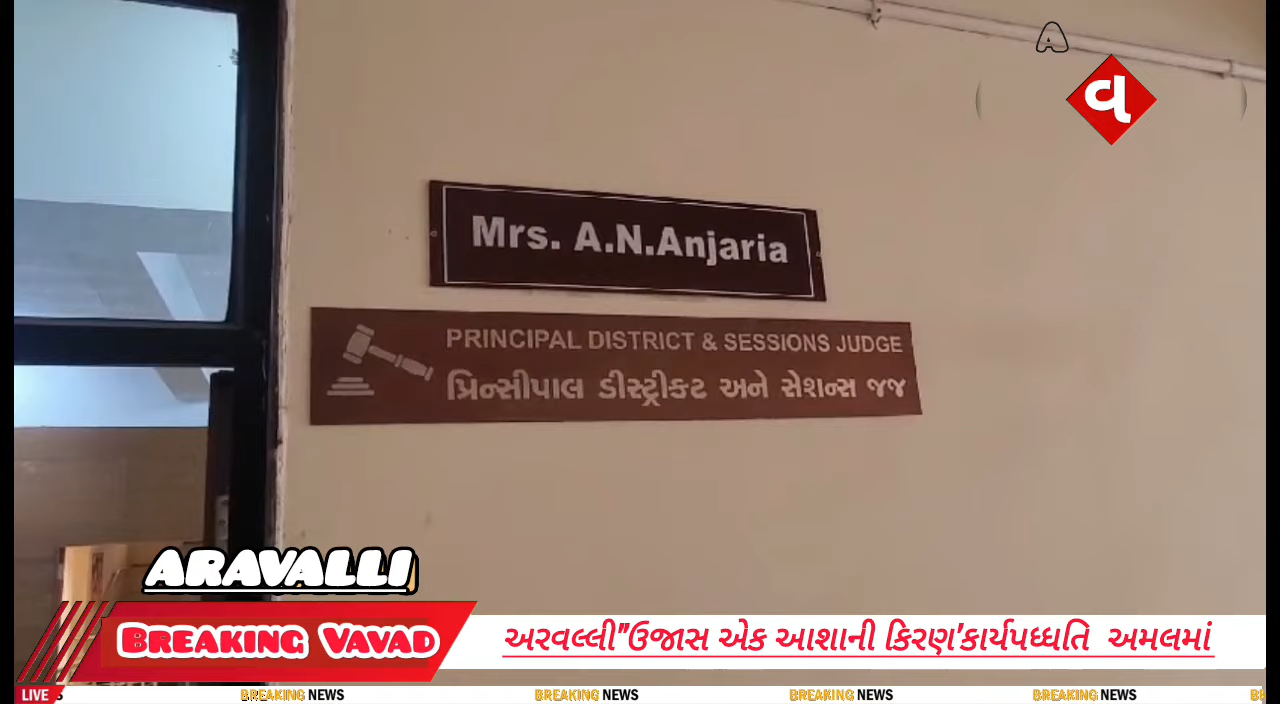 A
વ
Mrs. A.N.Anjaria
PRINCIPAL DISTRICT & SESSIONS JUDGE
પ્રિન્સીપાલ ડીસ્ટ્રીકટ અને સેશન્સ જજ
ARAVALLI
BREAKING VAVAD
અરવલ્લી"ઉજાસ એક આશાની કિરણ'કાર્યપધ્ધતિ અમલમાં
LIVE S BREAKING NEWS BREAKING NEWS BREAKING NEWS BREAKING NEWS B